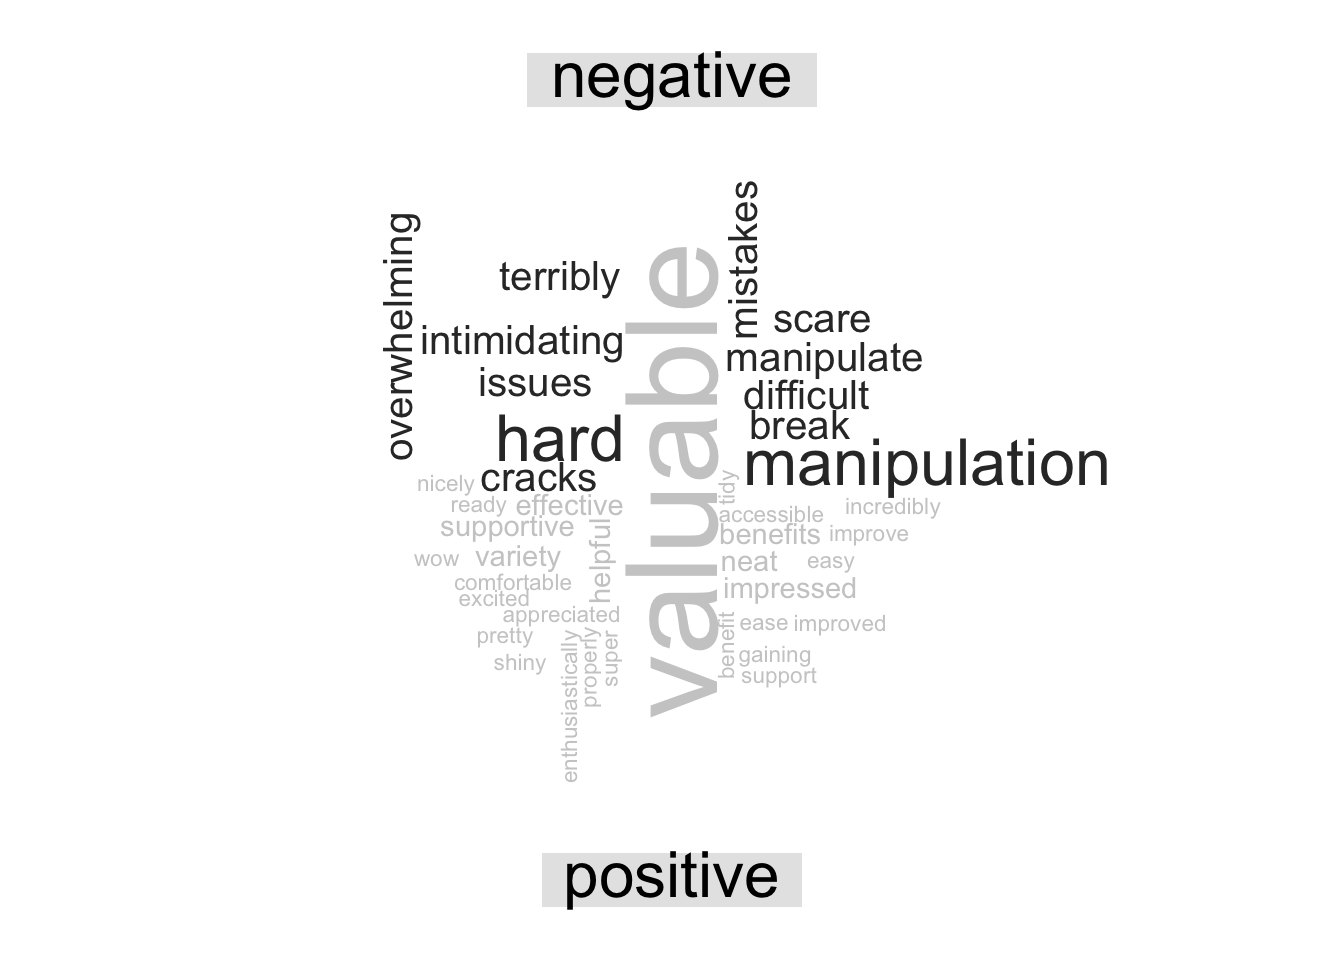 negative
overwhelming
terribly
mistakes
scare
intimidating
manipulate
issues
difficult
hard
break
manipulation
cracks
valuable
nicely
tidy
ready
effective
accessible
incredibly
supportive
helpful
benefits
improve
wow
variety
neat
easy
comfortable
impressed
excited
appreciated
benefit
ease
improved
pretty
enthusiastically
properly
super
gaining
shiny
support
positive